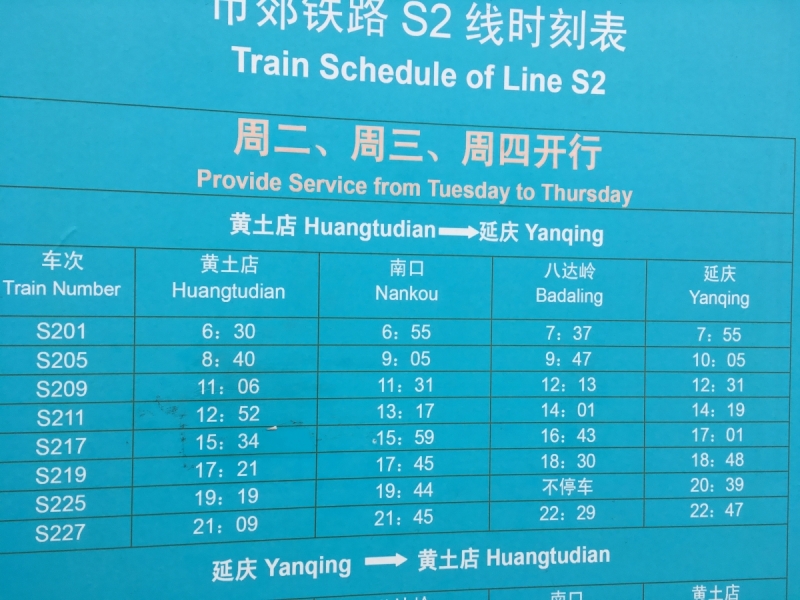 市郊铁路 S2 线时刻表
Train Schedule of Line S2
周二、周三、周四开行
Provide Service from Tuesday to Thursday
黄土店 Huangtudian → 延庆 Yanqing
车次 黄土店 南口 八达岭 延庆
Train Number Huangtudian Nankou Badaling Yanqing
S201 6: 30 6: 55 7: 37 7: 55
S205 8: 40 9: 05 9: 47 10: 05
S209 11: 06 11: 31 12: 13 12: 31
S211 12: 52 13: 17 14: 01 14: 19
S217 15: 34 15: 59 16: 43 17: 01
S219 17: 21 17: 45 18: 30 18: 48
S225 19: 19 19: 44 不停车 20: 39
S227 21: 09 21: 45 22: 29 22: 47
延庆 Yanqing → 黄土店 Huangtudian
南口 黄土店